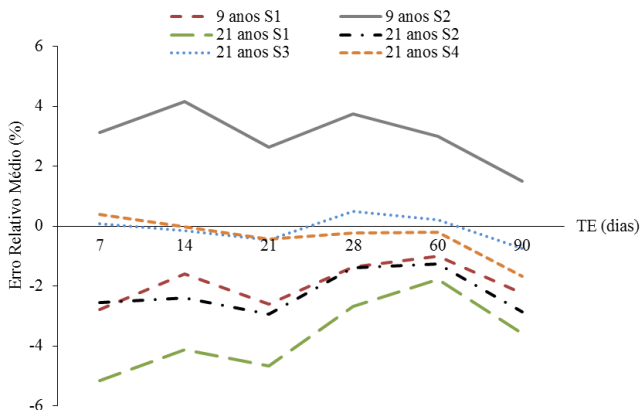 9 anos S1 9 anos S2
21 anos S1 21 anos S2
21 anos S3 21 anos S4
6
4
2
0
-2
-4
-6
Erro Relativo Médio (%)
7 14 21 28 60 90
TE (dias)